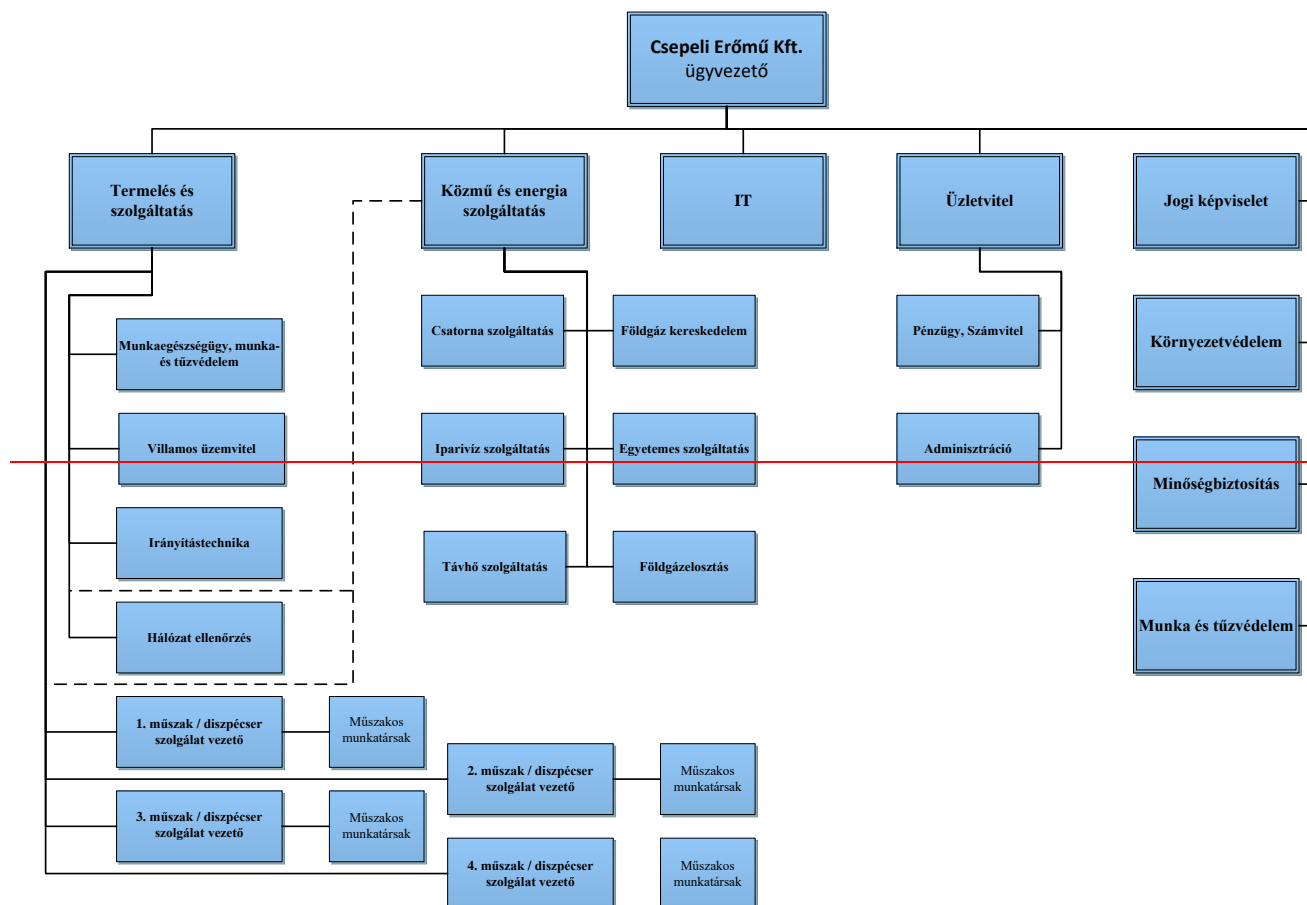 Csepeli Erőmű Kft.
ügyvezető
Termelés és
szolgáltatás
Közmű és energia
szolgáltatás
IT
Üzletvitel
Jogi képviselet
Munkaegészségügy, munka-
és tűzvédelem
Csatorna szolgáltatás
Földgáz kereskedelem
Pénzügy, Számvitel
Környezetvédelem
Villamos üzemvitel
Iparivíz szolgáltatás
Egyetemes szolgáltatás
Adminisztráció
Minőségbiztosítás
Irányítástechnika
Távhő szolgáltatás
Földgázelosztás
Hálózat ellenőrzés
Munka és tűzvédelem
1. műszak / diszpécser
szolgálat vezető
Műszakos
munkatársak
2. műszak / diszpécser
szolgálat vezető
Műszakos
munkatársak
3. műszak / diszpécser
szolgálat vezető
Műszakos
munkatársak
4. műszak / diszpécser
szolgálat vezető
Műszakos
munkatársak